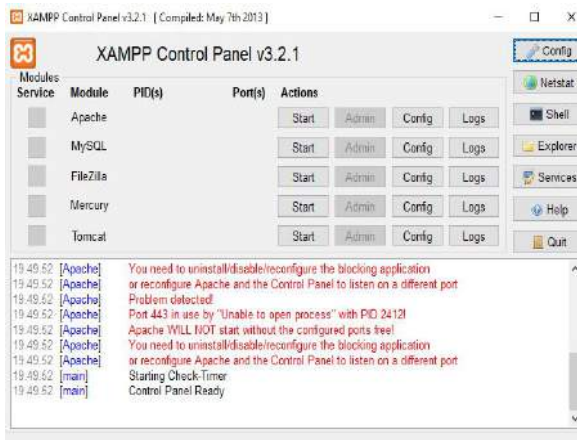 XAMPP Control Panel v3.2.1 [ Compiled: May 7th 2013 ]
XAMPP Control Panel v3.2.1
Config
Netstat
Shell
Explorer
Services
Help
Quit
Modules
Service Module PID(s) Port(s) Actions
Apache Start Admin Config Logs
MySQL Start Admin Config Logs
FileZilla Start Admin Config Logs
Mercury Start Admin Config Logs
Tomcat Start Admin Config Logs
19:49:52 [Apache] You need to uninstall/disable/reconfigure the blocking application
19:49:52 [Apache] or reconfigure Apache and the Control Panel to listen on a different port
19:49:52 [Apache] Problem detected!
19:49:52 [Apache] Port 443 in use by "Unable to open process" with PID 2412!
19:49:52 [Apache] Apache WILL NOT start without the configured ports free!
19:49:52 [Apache] You need to uninstall/disable/reconfigure the blocking application
19:49:52 [Apache] or reconfigure Apache and the Control Panel to listen on a different port
19:49:52 [main] Starting Check-Timer
19:49:52 [main] Control Panel Ready